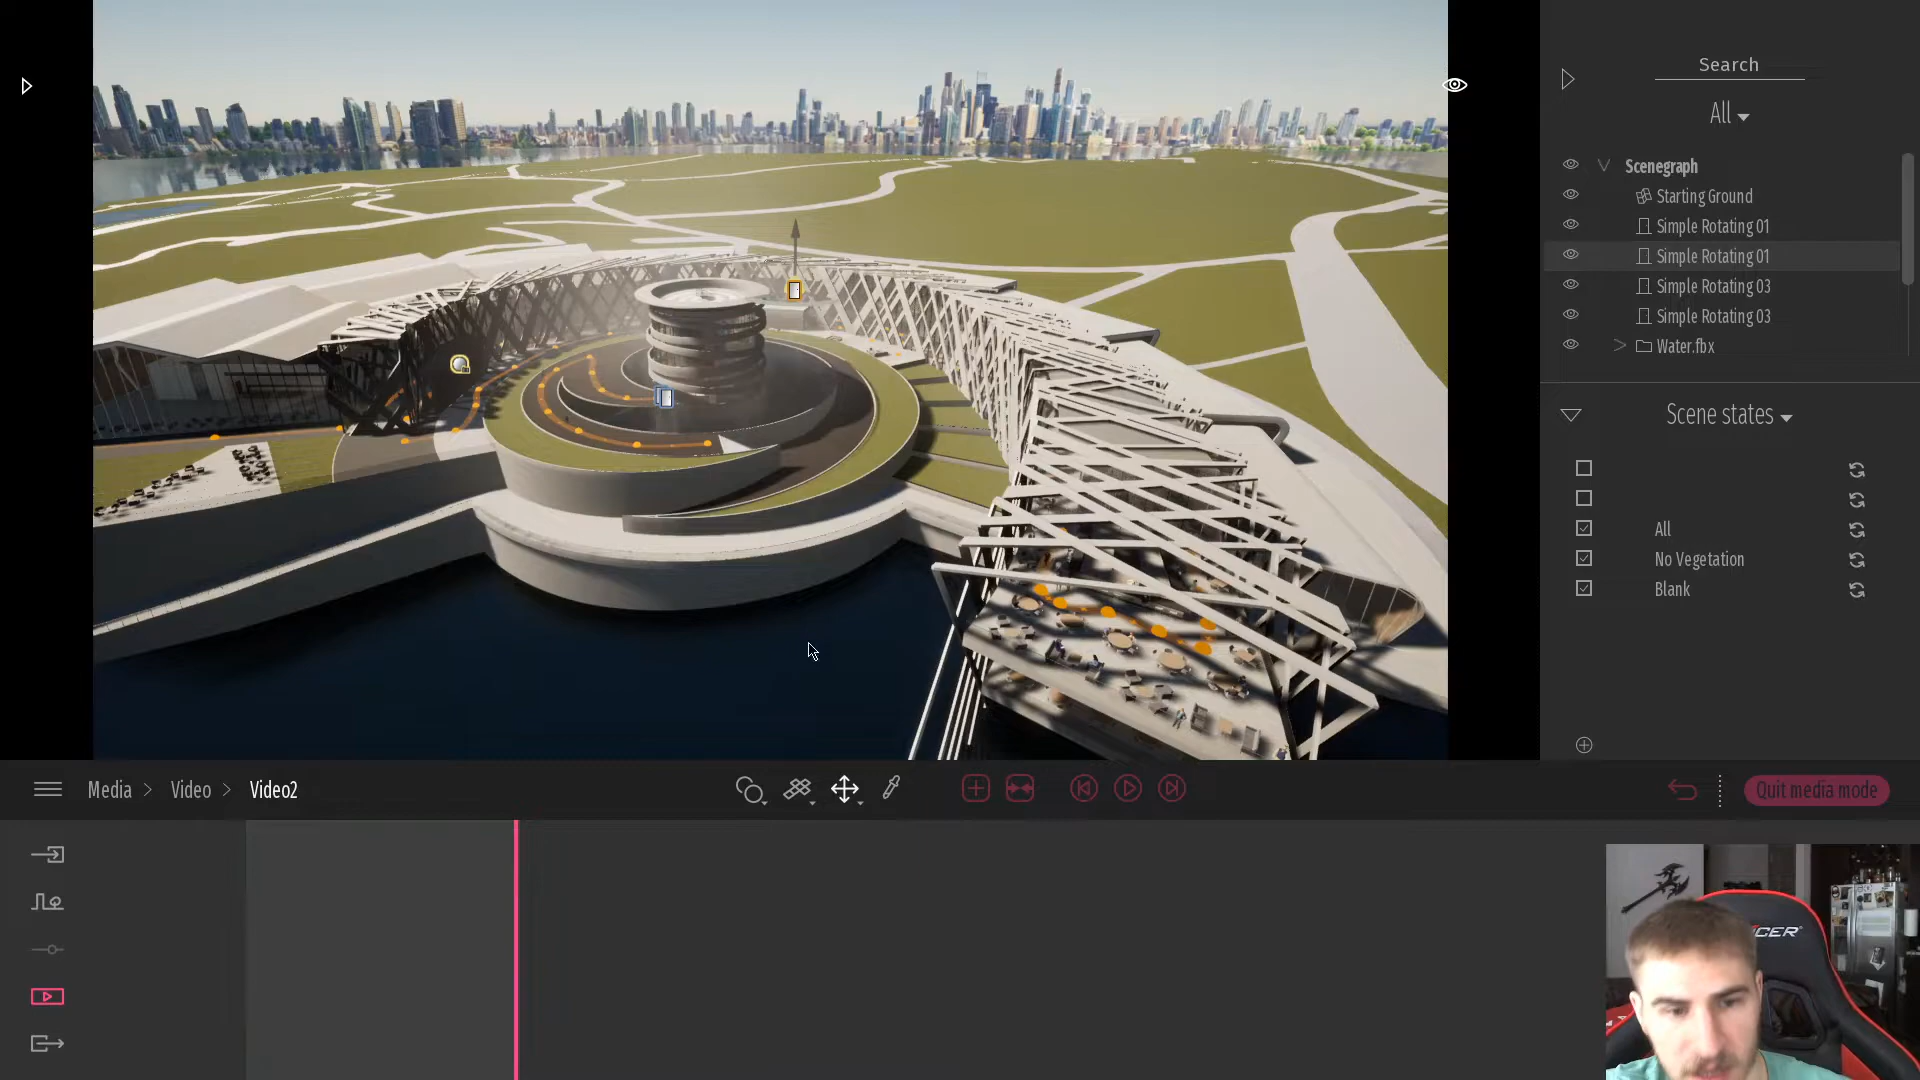 Search
All
Scenegraph
Starting Ground
Simple Rotating 01
Simple Rotating 01
Simple Rotating 03
Simple Rotating 03
Water.fbx
Scene states
All
No Vegetation
Blank
Media > Video > Video2
Quit media mode